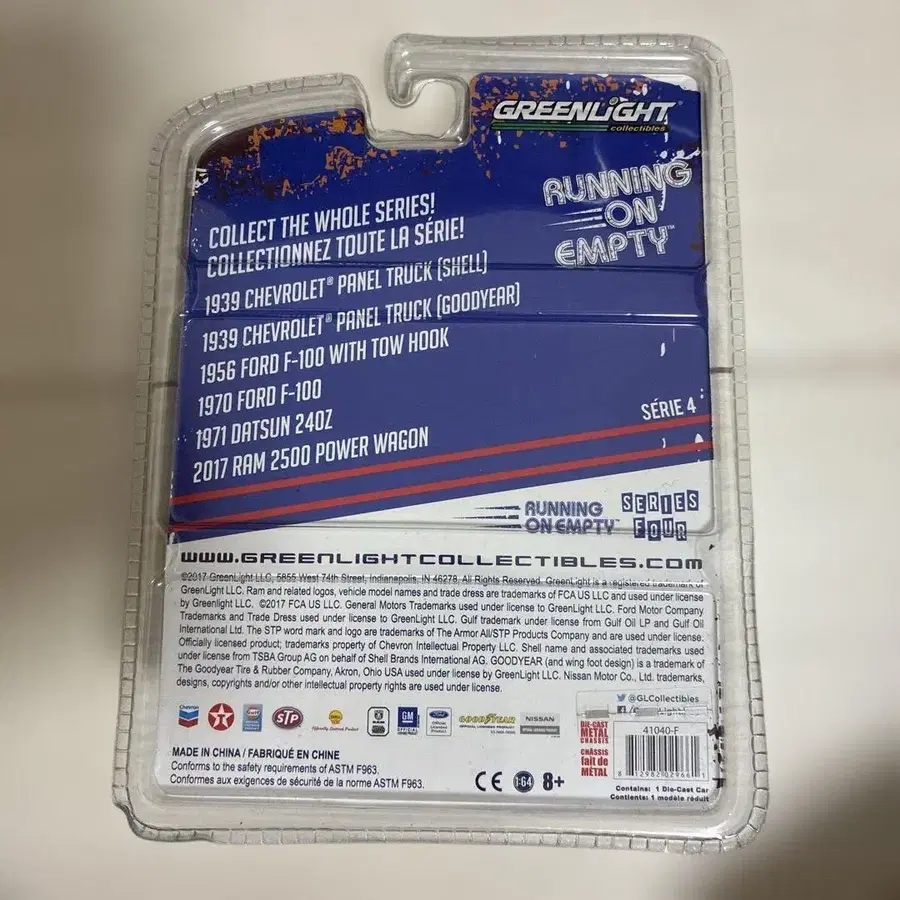 GREENLiGHT
collectibles
RUNNING
ON
EMPTY™
COLLECT THE WHOLE SERIES!
COLLECTIONNEZ TOUTE LA SÉRIE!
1939 CHEVROLET® PANEL TRUCK (SHELL)
1939 CHEVROLET® PANEL TRUCK (GOODYEAR)
1956 FORD F-100 WITH TOW HOOK
1970 FORD F-100
1971 DATSUN 240Z
2017 RAM 2500 POWER WAGON
SÉRIE 4
RUNNING
ON EMPTY™
SERIES
FOUR
WWW.GREENLIGHTCOLLECTIBLES.COM
©2017 GreenLight LLC, 5855 West 74th Street, Indianapolis, IN 46278. All Rights Reserved. GreenLight is a registered trademark of
GreenLight LLC. Ram and related logos, vehicle model names and trade dress are trademarks of FCA US LLC and used under license
by Greenlight LLC. ©2017 FCA US LLC. General Motors Trademarks used under license to GreenLight LLC. Ford Motor Company
Trademarks and Trade Dress used under license to GreenLight LLC. Gulf trademark under license from Gulf Oil LP and Gulf Oil
International Ltd. The STP word mark and logo are trademarks of The Armor All/STP Products Company and are used under license.
Officially licensed product; trademarks property of Chevron Intellectual Property LLC. Shell name and associated trademarks used
under license from TSBA Group AG on behalf of Shell Brands International AG. GOODYEAR (and wing foot design) is a trademark of
The Goodyear Tire & Rubber Company, Akron, Ohio USA used under license by GreenLight LLC. Nissan Motor Co., Ltd. trademarks,
designs, copyrights and/or other intellectual property rights are used under license.
@GLCollectibles
Chevron
Gulf
STP
RAM
GM
OFFICIAL
Ford
GOODYEAR
NISSAN
DIE-CAST
METAL
CHASSIS
CHÂSSIS
fait de
MÉTAL
41040-F
8 12982 02966 1
MADE IN CHINA / FABRIQUÉ EN CHINE
Conforms to the safety requirements of ASTM F963.
Conformes aux exigences de sécurité de la norme ASTM F963.
CE
1:64
8+
Contains: 1 Die-Cast Car
Contient: 1 modèle réduit